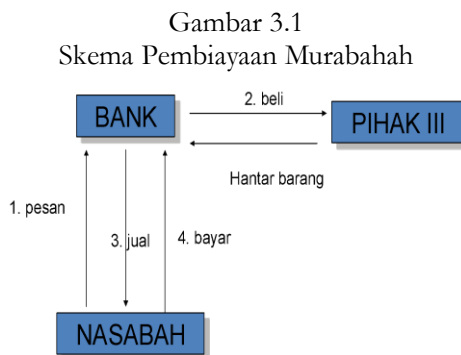 Gambar 3.1
Skema Pembiayaan Murabahah
2. beli
BANK
PIHAK III
Hantar barang
1. pesan
3. jual
4. bayar
NASABAH